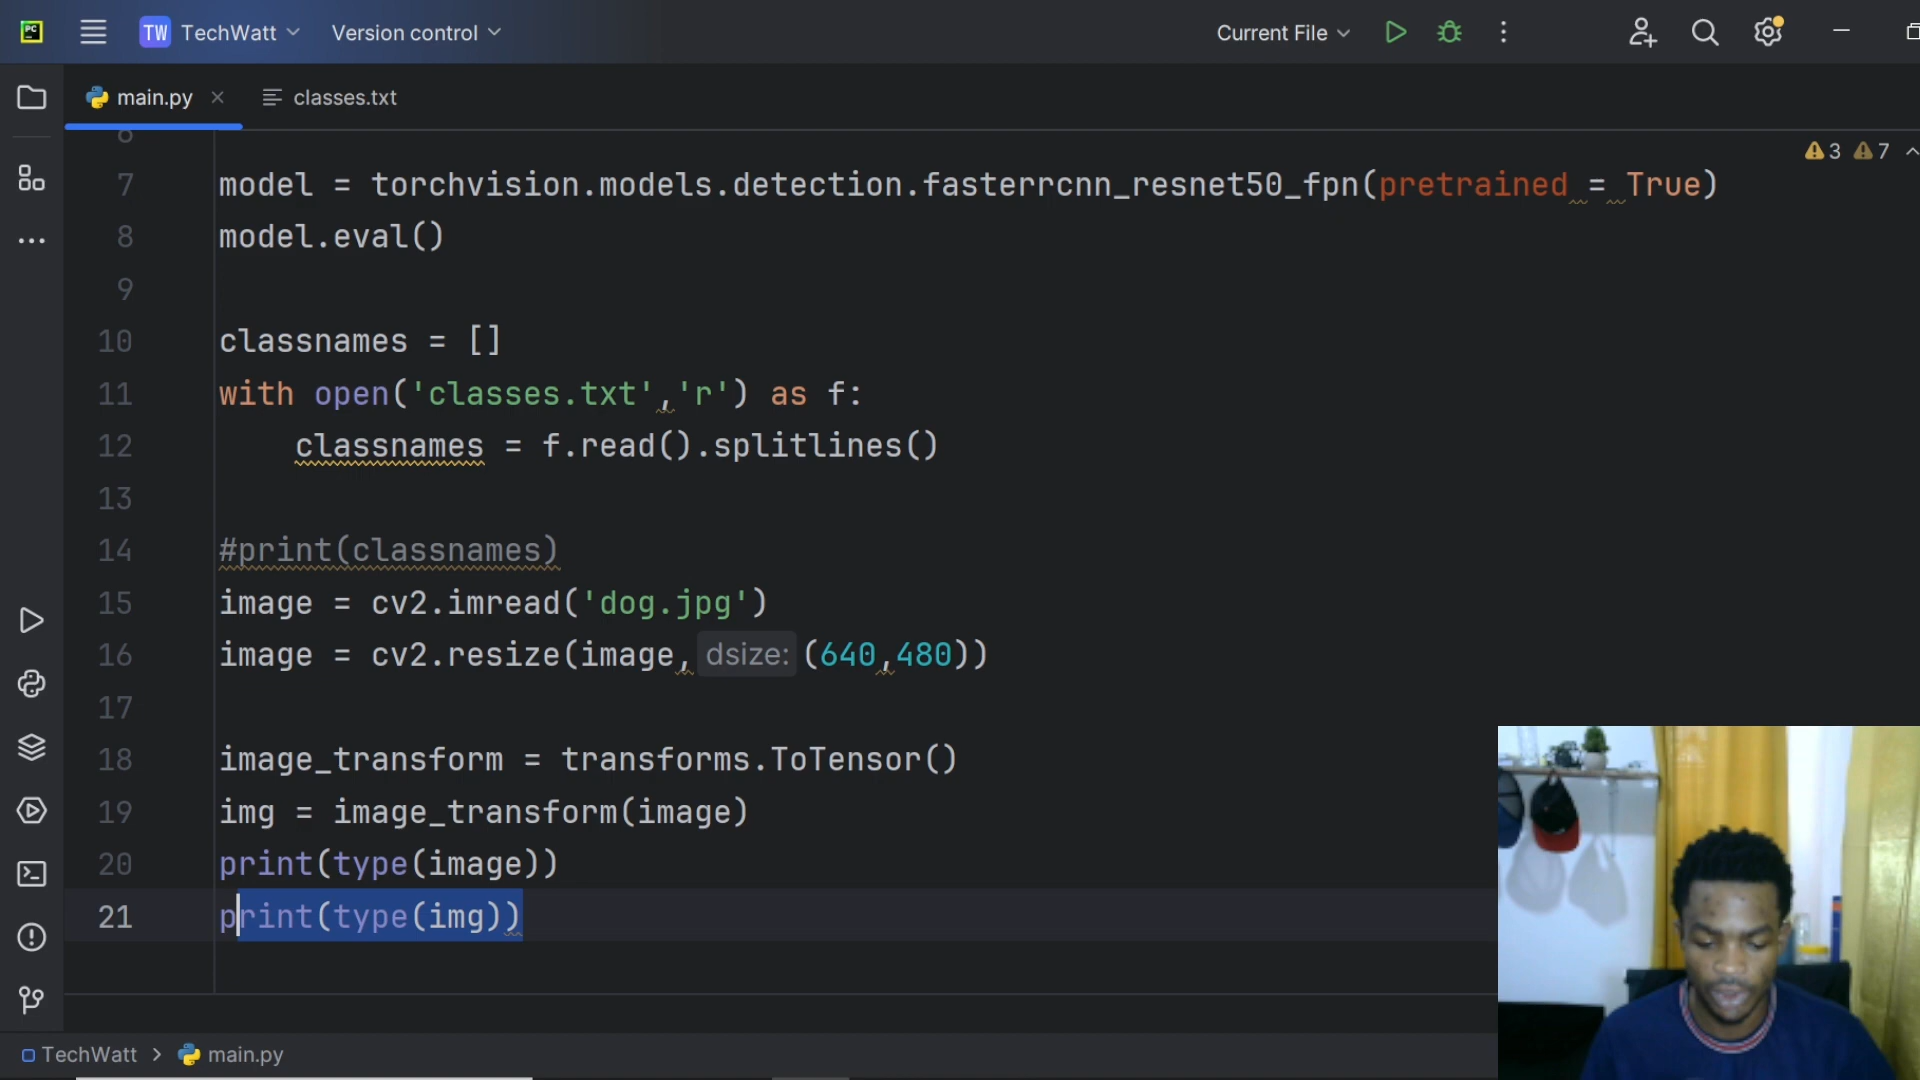 PC
TW TechWatt Version control Current File
main.py classes.txt
3 7
7 model = torchvision.models.detection.fasterrcnn_resnet50_fpn(pretrained = True)
8 model.eval()
9
10 classnames = []
11 with open('classes.txt','r') as f:
12 classnames = f.read().splitlines()
13
14 #print(classnames)
15 image = cv2.imread('dog.jpg')
16 image = cv2.resize(image, dsize: (640,480))
17
18 image_transform = transforms.ToTensor()
19 img = image_transform(image)
20 print(type(image))
21 print(type(img))
TechWatt main.py